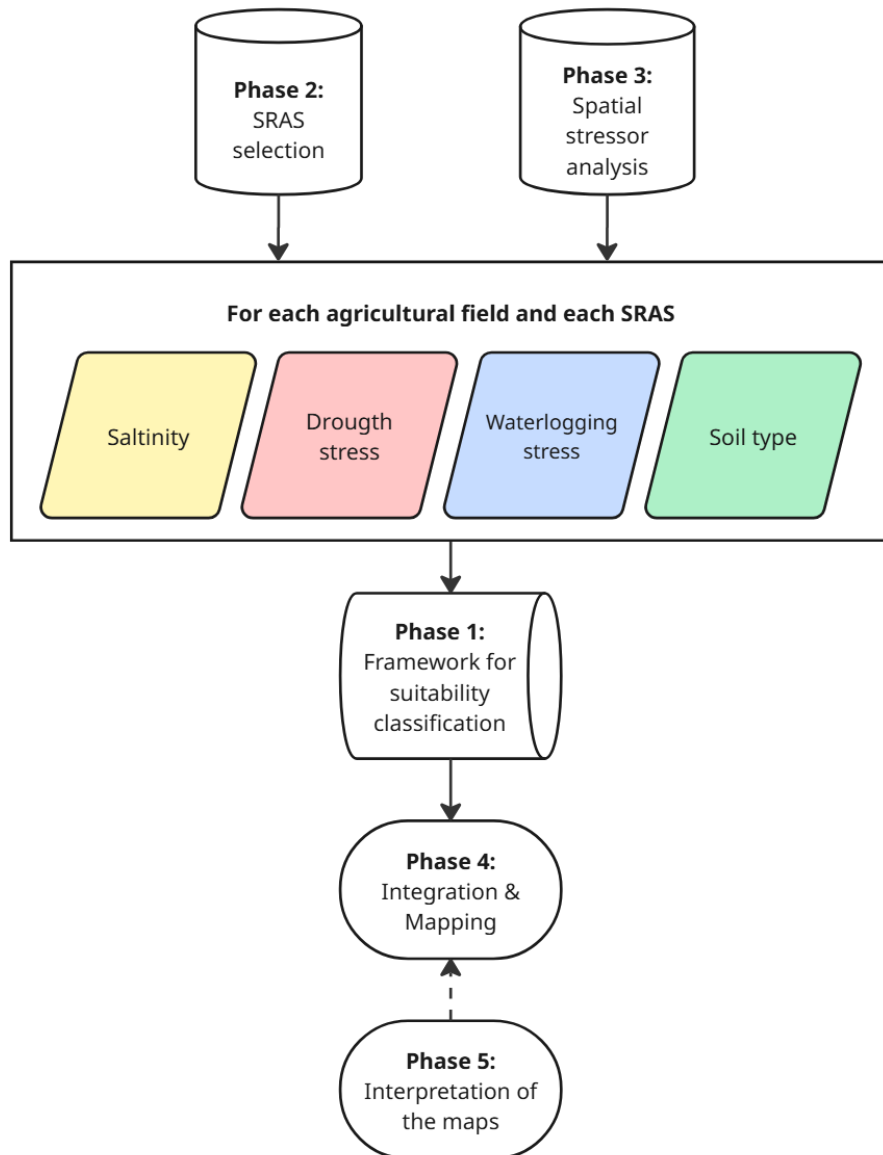 Phase 2:
SRAS
selection
Phase 3:
Spatial
stressor
analysis
For each agricultural field and each SRAS
Saltinity
Drougth
stress
Waterlogging
stress
Soil type
Phase 1:
Framework for
suitability
classification
Phase 4:
Integration &
Mapping
Phase 5:
Interpretation of
the maps